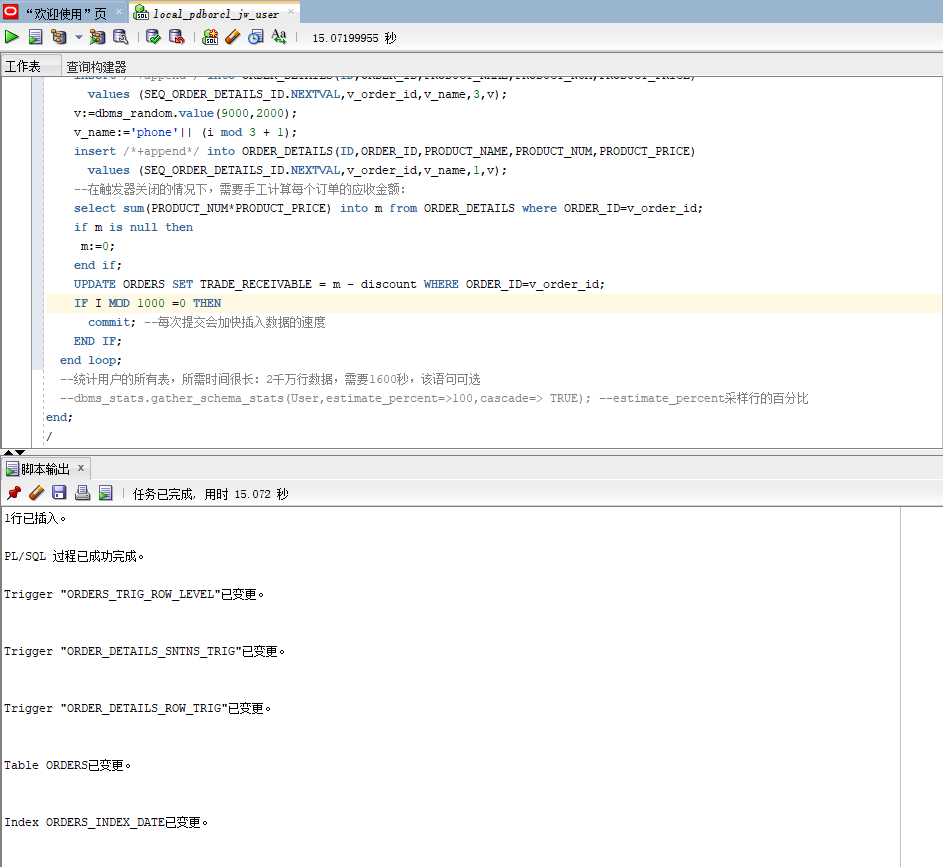 “欢迎使用”页 × local_pdborcl_jw_user ×
15.07199955 秒
工作表 查询构建器
insert /*+append*/ into ORDER_DETAILS(ID,ORDER_ID,PRODUCT_NAME,PRODUCT_NUM,PRODUCT_PRICE)
values (SEQ_ORDER_DETAILS_ID.NEXTVAL,v_order_id,v_name,3,v);
v:=dbms_random.value(9000,2000);
v_name:='phone'|| (i mod 3 + 1);
insert /*+append*/ into ORDER_DETAILS(ID,ORDER_ID,PRODUCT_NAME,PRODUCT_NUM,PRODUCT_PRICE)
values (SEQ_ORDER_DETAILS_ID.NEXTVAL,v_order_id,v_name,1,v);
--在触发器关闭的情况下，需要手工计算每个订单的应收金额：
select sum(PRODUCT_NUM*PRODUCT_PRICE) into m from ORDER_DETAILS where ORDER_ID=v_order_id;
if m is null then
m:=0;
end if;
UPDATE ORDERS SET TRADE_RECEIVABLE = m - discount WHERE ORDER_ID=v_order_id;
IF I MOD 1000 =0 THEN
commit; --每次提交会加快插入数据的速度
END IF;
end loop;
--统计用户的所有表，所需时间很长：2千万行数据，需要1600秒，该语句可选
--dbms_stats.gather_schema_stats(User,estimate_percent=>100,cascade=> TRUE); --estimate_percent采样行的百分比
end;
/
脚本输出 ×
任务已完成, 用时 15.072 秒
1行已插入。
PL/SQL 过程已成功完成。
Trigger "ORDERS_TRIG_ROW_LEVEL"已变更。
Trigger "ORDER_DETAILS_SNTNS_TRIG"已变更。
Trigger "ORDER_DETAILS_ROW_TRIG"已变更。
Table ORDERS已变更。
Index ORDERS_INDEX_DATE已变更。